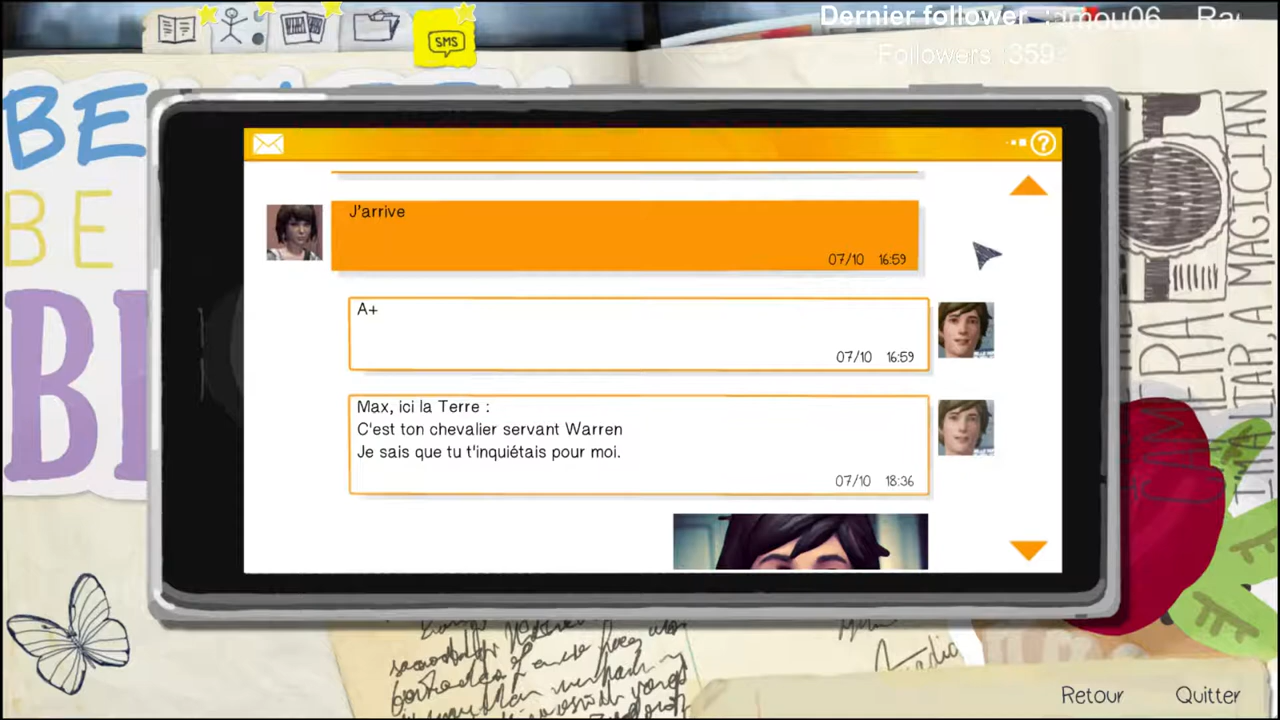 SMS
Dernier follower
Followers :359
BE
BE
J'arrive
07/10 16:59
A+
07/10 16:59
Max, ici la Terre :
C'est ton chevalier servant Warren
Je sais que tu t'inquiétais pour moi.
07/10 18:36
CAMERA
LIAR, A MAGICIAN
Retour Quitter